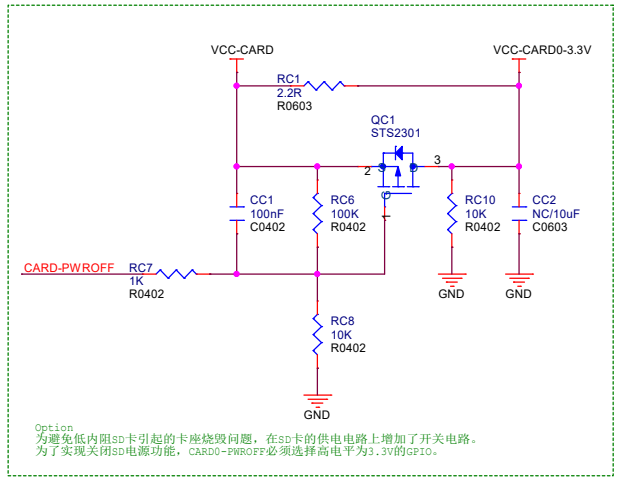 VCC-CARD
VCC-CARD0-3.3V
RC1
2.2R
R0603
QC1
STS2301
2
3
1
CC1
100nF
C0402
RC6
100K
R0402
RC10
10K
R0402
CC2
NC/10uF
C0603
CARD-PWROFF
RC7
1K
R0402
GND
GND
RC8
10K
R0402
GND
Option
为避免低内阻SD卡引起的卡座烧毁问题，在SD卡的供电电路上增加了开关电路。
为了实现关闭SD电源功能，CARD0-PWROFF必须选择高电平为3.3V的GPIO。